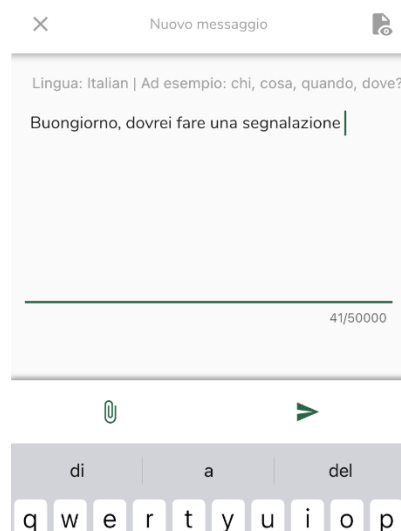 Nuovo messaggio
Lingua: Italian | Ad esempio: chi, cosa, quando, dove?
Buongiorno, dovrei fare una segnalazione
41/50000
di a del
q w e r t y u i o p